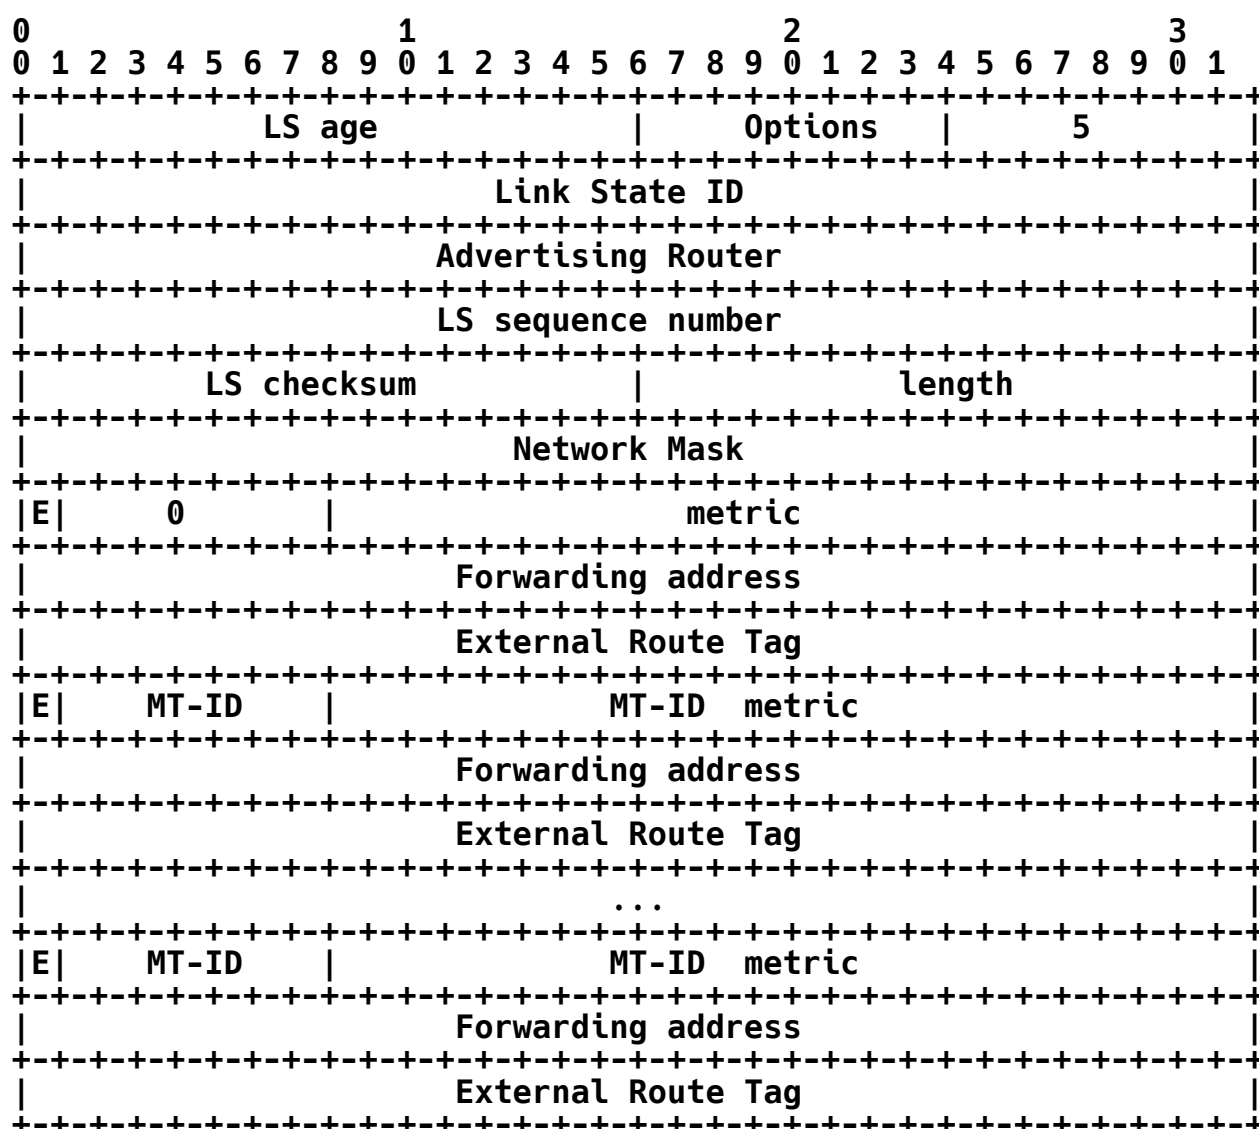 0                   1                   2                   3
0 1 2 3 4 5 6 7 8 9 0 1 2 3 4 5 6 7 8 9 0 1 2 3 4 5 6 7 8 9 0 1
+-+-+-+-+-+-+-+-+-+-+-+-+-+-+-+-+-+-+-+-+-+-+-+-+-+-+-+-+-+-+-+-+
|            LS age             |     Options   |      5        |
+-+-+-+-+-+-+-+-+-+-+-+-+-+-+-+-+-+-+-+-+-+-+-+-+-+-+-+-+-+-+-+-+
|                        Link State ID                          |
+-+-+-+-+-+-+-+-+-+-+-+-+-+-+-+-+-+-+-+-+-+-+-+-+-+-+-+-+-+-+-+-+
|                     Advertising Router                        |
+-+-+-+-+-+-+-+-+-+-+-+-+-+-+-+-+-+-+-+-+-+-+-+-+-+-+-+-+-+-+-+-+
|                     LS sequence number                        |
+-+-+-+-+-+-+-+-+-+-+-+-+-+-+-+-+-+-+-+-+-+-+-+-+-+-+-+-+-+-+-+-+
|         LS checksum           |             length            |
+-+-+-+-+-+-+-+-+-+-+-+-+-+-+-+-+-+-+-+-+-+-+-+-+-+-+-+-+-+-+-+-+
|                         Network Mask                          |
+-+-+-+-+-+-+-+-+-+-+-+-+-+-+-+-+-+-+-+-+-+-+-+-+-+-+-+-+-+-+-+-+
|E|     0       |                  metric                       |
+-+-+-+-+-+-+-+-+-+-+-+-+-+-+-+-+-+-+-+-+-+-+-+-+-+-+-+-+-+-+-+-+
|                      Forwarding address                       |
+-+-+-+-+-+-+-+-+-+-+-+-+-+-+-+-+-+-+-+-+-+-+-+-+-+-+-+-+-+-+-+-+
|                      External Route Tag                       |
+-+-+-+-+-+-+-+-+-+-+-+-+-+-+-+-+-+-+-+-+-+-+-+-+-+-+-+-+-+-+-+-+
|E|    MT-ID    |              MT-ID  metric                    |
+-+-+-+-+-+-+-+-+-+-+-+-+-+-+-+-+-+-+-+-+-+-+-+-+-+-+-+-+-+-+-+-+
|                      Forwarding address                       |
+-+-+-+-+-+-+-+-+-+-+-+-+-+-+-+-+-+-+-+-+-+-+-+-+-+-+-+-+-+-+-+-+
|                      External Route Tag                       |
+-+-+-+-+-+-+-+-+-+-+-+-+-+-+-+-+-+-+-+-+-+-+-+-+-+-+-+-+-+-+-+-+
|                              ...                              |
+-+-+-+-+-+-+-+-+-+-+-+-+-+-+-+-+-+-+-+-+-+-+-+-+-+-+-+-+-+-+-+-+
|E|    MT-ID    |              MT-ID  metric                    |
+-+-+-+-+-+-+-+-+-+-+-+-+-+-+-+-+-+-+-+-+-+-+-+-+-+-+-+-+-+-+-+-+
|                      Forwarding address                       |
+-+-+-+-+-+-+-+-+-+-+-+-+-+-+-+-+-+-+-+-+-+-+-+-+-+-+-+-+-+-+-+-+
|                      External Route Tag                       |
+-+-+-+-+-+-+-+-+-+-+-+-+-+-+-+-+-+-+-+-+-+-+-+-+-+-+-+-+-+-+-+-+